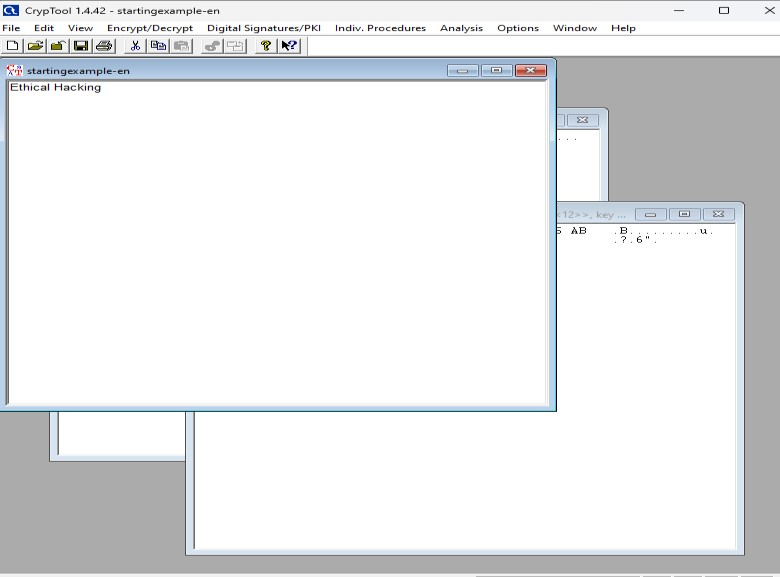 CrypTool 1.4.42 - startingexample-en
File Edit View Encrypt/Decrypt Digital Signatures/PKI Indiv. Procedures Analysis Options Window Help
startingexample-en
Ethical Hacking
...
<12>>, key ...
AB .B.........u.
.?.6".